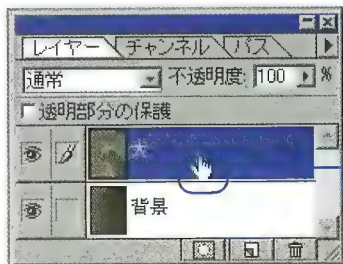 レイヤー チャンネル パス
通常 不透明度: 100 %
透明部分の保護
光
背景